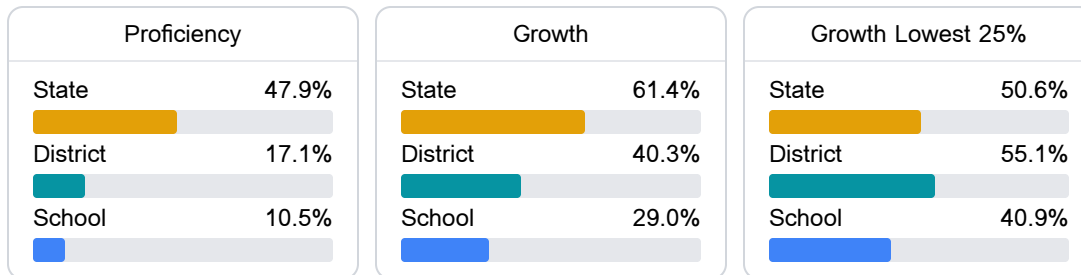 Proficiency
State 47.9%
District 17.1%
School 10.5%
Growth
State 61.4%
District 40.3%
School 29.0%
Growth Lowest 25%
State 50.6%
District 55.1%
School 40.9%